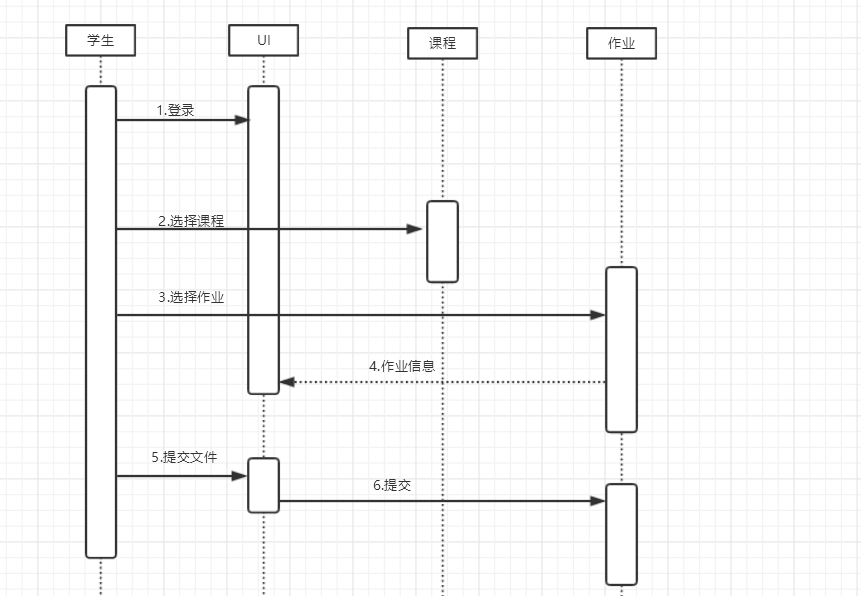 学生
UI
课程
作业
1.登录
2.选择课程
3.选择作业
4.作业信息
5.提交文件
6.提交